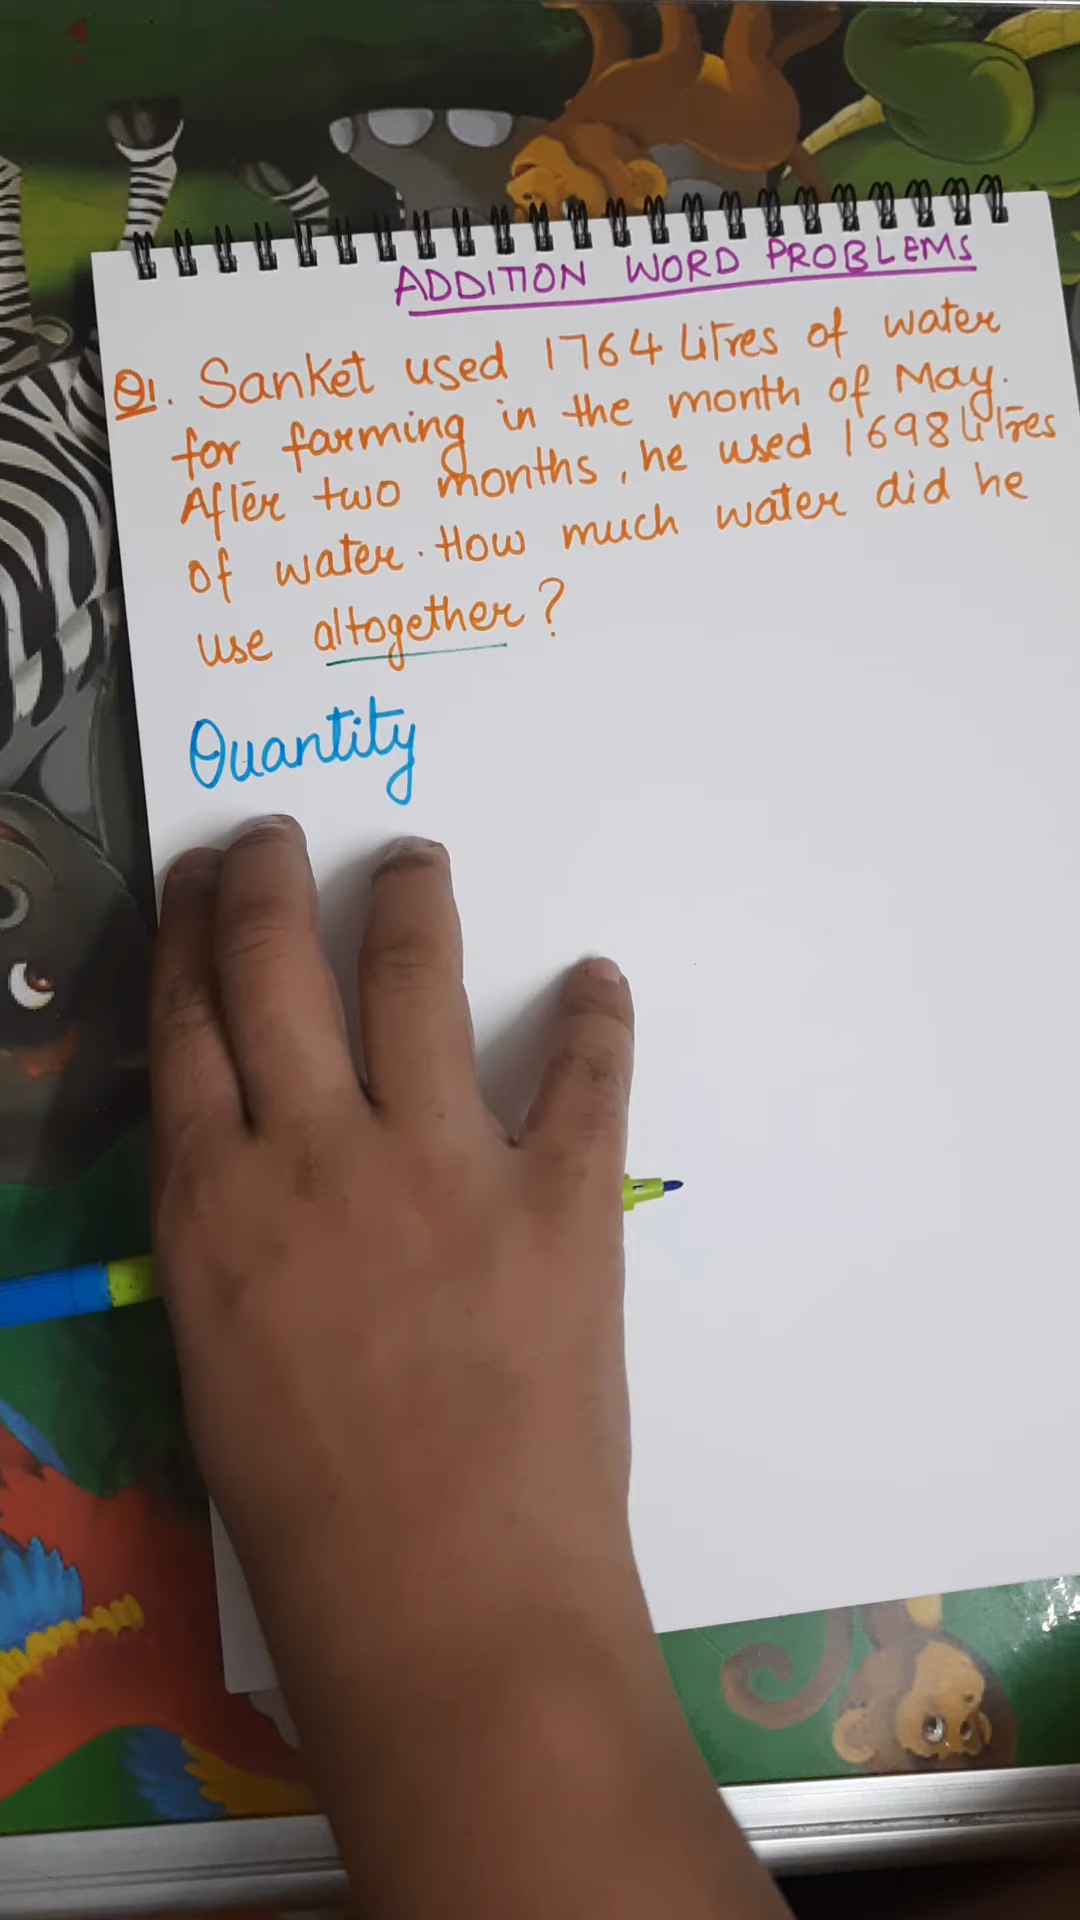 ADDITION WORD PROBLEMS
Q1. Sanket used 1764 Litres of water
for farming in the month of May.
After two months, he used 1698 Litres
of water. How much water did he
use altogether?
Quantity